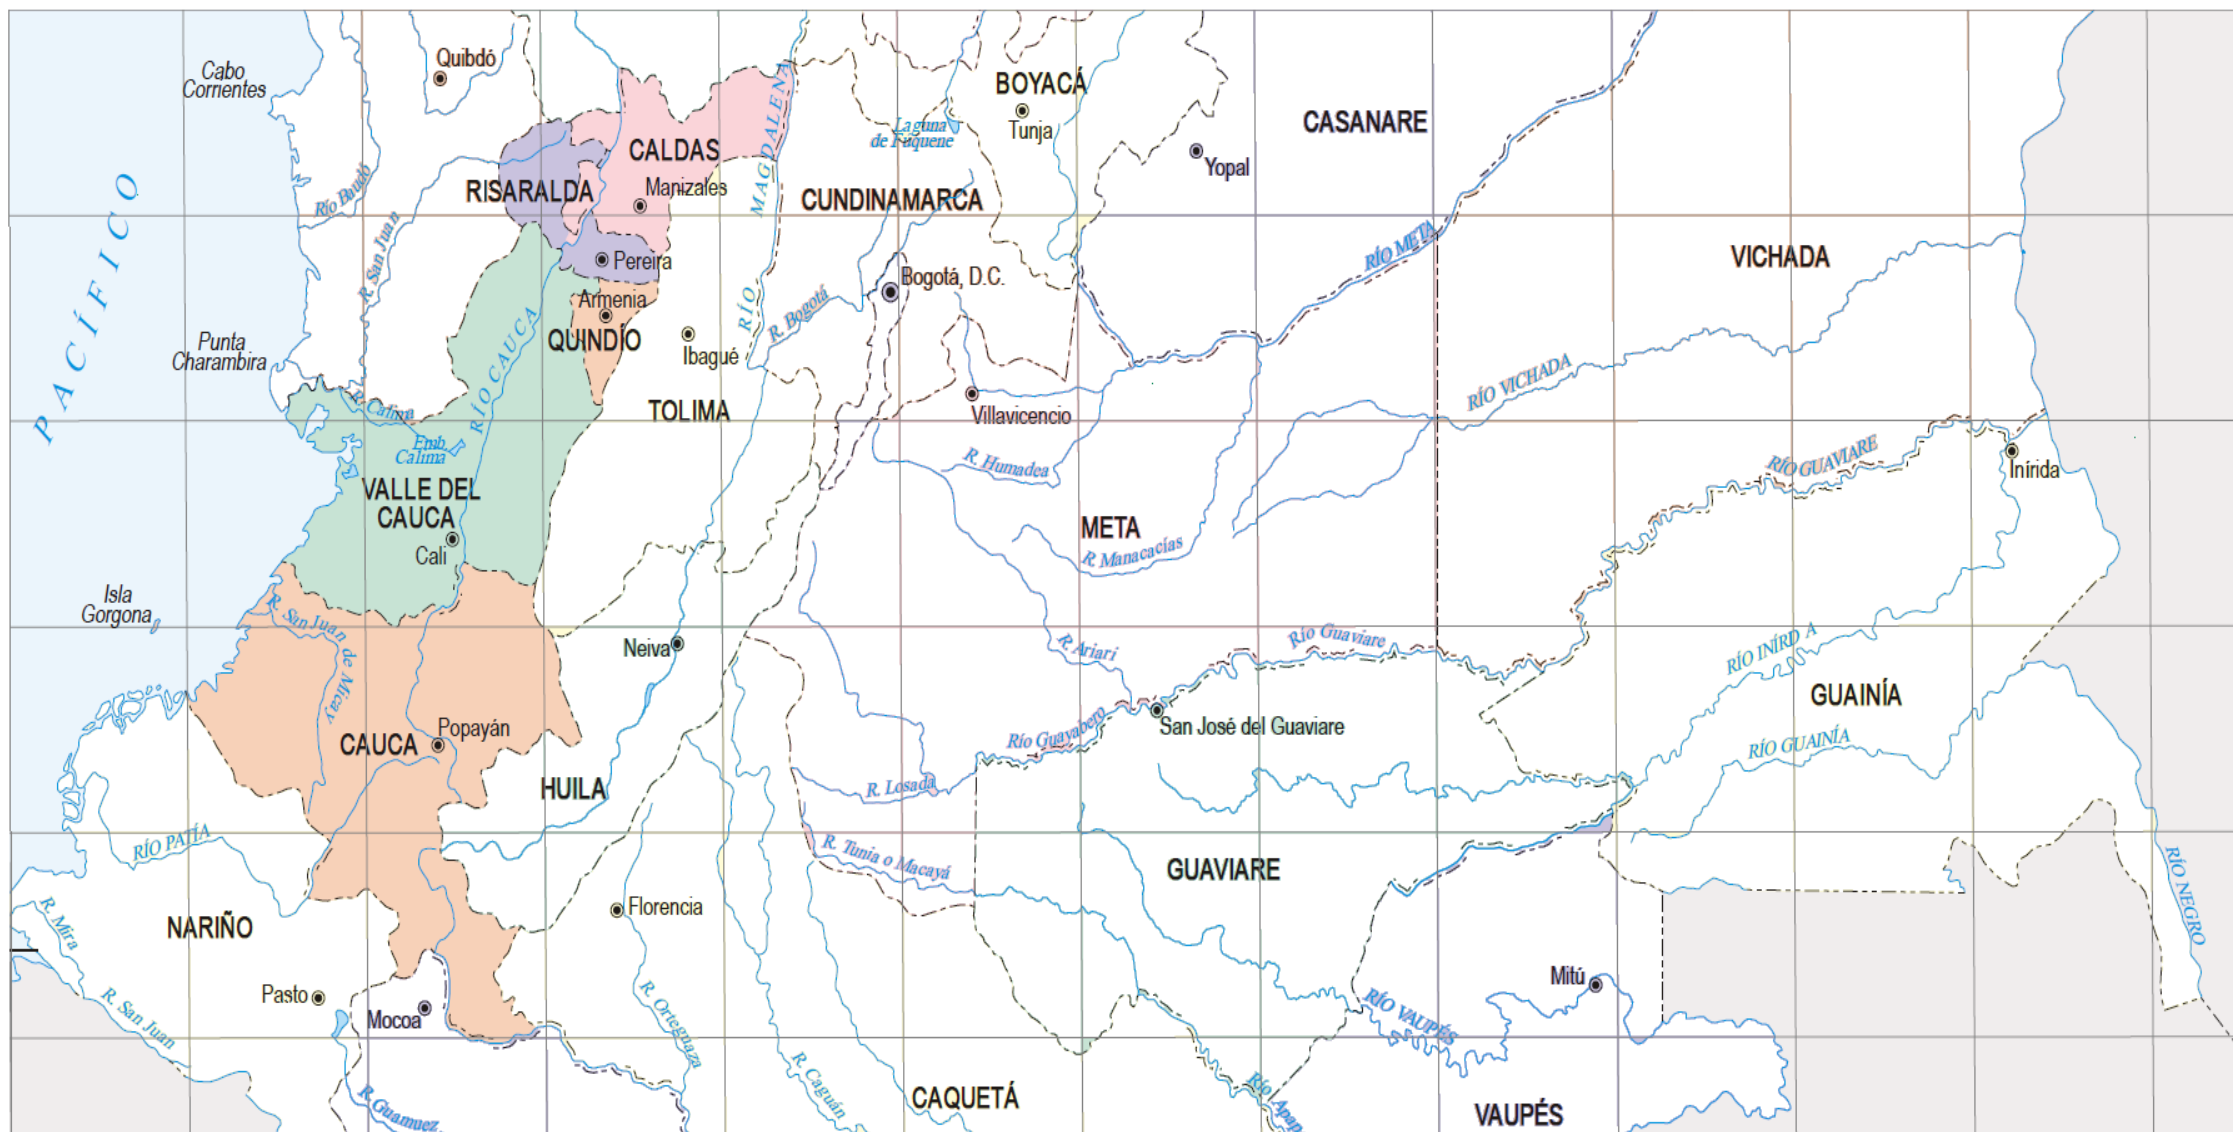 Quibdó
Cabo
Corrientes
BOYACÁ
Tunja
CASANARE
Laguna
de Fúquene
CALDAS
Manizales
RISARALDA
Yopal
CUNDINAMARCA
RÍO MAGDALENA
Río Baudó
R. San Juan
PACÍFICO
RÍO META
VICHADA
Pereira
Bogotá, D.C.
Armenia
QUINDÍO
R. Bogotá
Ibagué
Punta
Charambira
RÍO CAUCA
RÍO VICHADA
R. Calima
TOLIMA
Villavicencio
Emb.
Calima
R. Humadea
RÍO GUAVIARE
Inírida
VALLE DEL
CAUCA
META
Cali
R. Manacacías
Isla
Gorgona
R. San Juan de Micay
Neiva
R. Ariari
Río Guaviare
RÍO INÍRIDA
GUAINÍA
Popayán
CAUCA
Río Guayabero
San José del Guaviare
RÍO GUAINÍA
HUILA
R. Losada
RÍO PATÍA
R. Tunia o Macayá
GUAVIARE
RÍO NEGRO
Florencia
NARIÑO
R. Mira
Mitú
Pasto
Mocoa
R. San Juan
R. Orteguaza
RÍO VAUPÉS
R. Caguán
R. Guamuez
CAQUETÁ
Río Apap
VAUPÉS